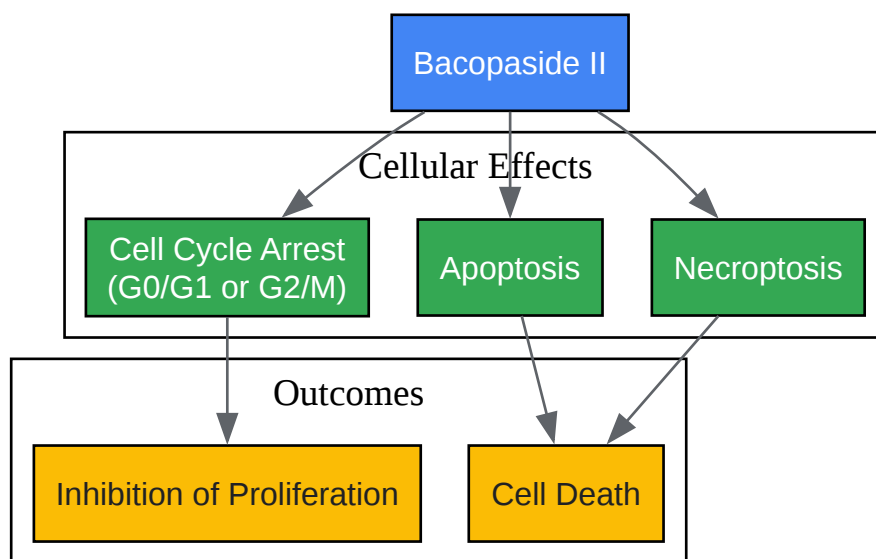 Bacopaside II
Cellular Effects
Cell Cycle Arrest
(G0/G1 or G2/M)
Apoptosis
Necroptosis
Outcomes
Inhibition of Proliferation
Cell Death